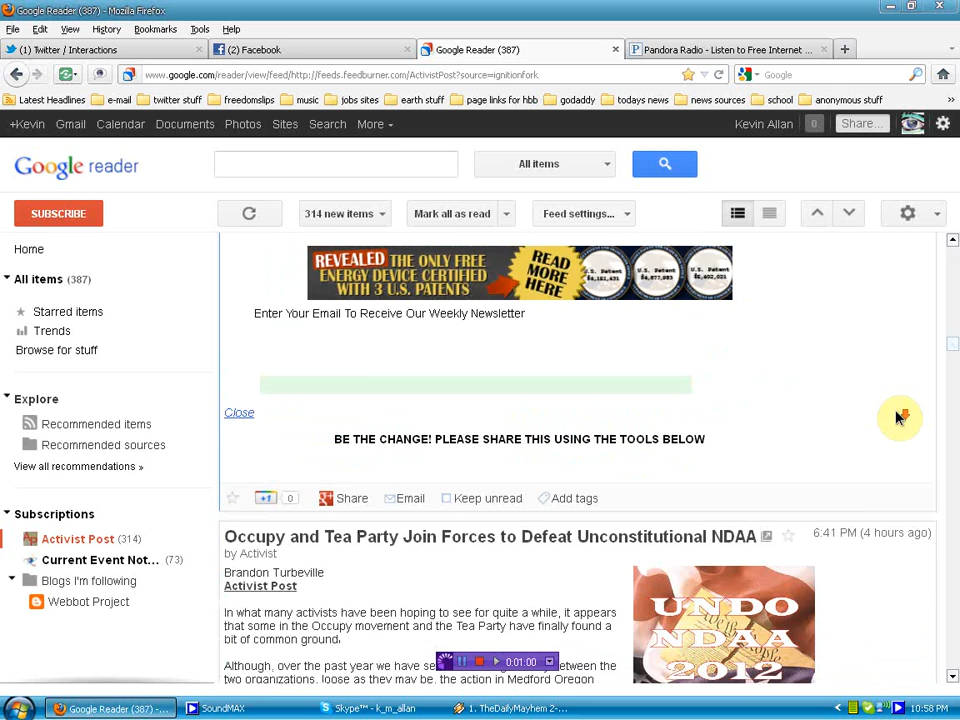 Google Reader (387) - Mozilla Firefox
File Edit View History Bookmarks Tools Help
(1) Twitter / Interactions
(2) Facebook
Google Reader (387)
Pandora Radio - Listen to Free Internet ...
www.google.com/reader/view/feed/http://feeds.feedburner.com/ActivistPost?source=ignitionfork
Google
Latest Headlines e-mail twitter stuff freedomslips music jobs sites earth stuff page links for hbb godaddy todays news news sources school anonymous stuff »
+Kevin Gmail Calendar Documents Photos Sites Search More
Kevin Allan 0 Share...
Google reader
All items
SUBSCRIBE
314 new items
Mark all as read
Feed settings...
Home
All items (387)
Starred items
Trends
Browse for stuff
Explore
Recommended items
Recommended sources
View all recommendations »
Subscriptions
Activist Post (314)
Current Event Not... (73)
Blogs I'm following
Webbot Project
REVEALED THE ONLY FREE
ENERGY DEVICE CERTIFIED
WITH 3 U.S. PATENTS
READ
MORE
HERE
Enter Your Email To Receive Our Weekly Newsletter
Close
BE THE CHANGE! PLEASE SHARE THIS USING THE TOOLS BELOW
+1 0 Share Email Keep unread Add tags
Occupy and Tea Party Join Forces to Defeat Unconstitutional NDAA
6:41 PM (4 hours ago)
by Activist
Brandon Turbeville
Activist Post
In what many activists have been hoping to see for quite a while, it appears
that some in the Occupy movement and the Tea Party have finally found a
bit of common ground.
Although, over the past year we have se
etween the
two organizations, loose as they may be, the action in Medford Oregon
UNDO
NDAA
2012
0:01:00
Google Reader (387) -...
SoundMAX
Skype™ - k_m_allan
1. TheDailyMayhem 2-...
10:58 PM